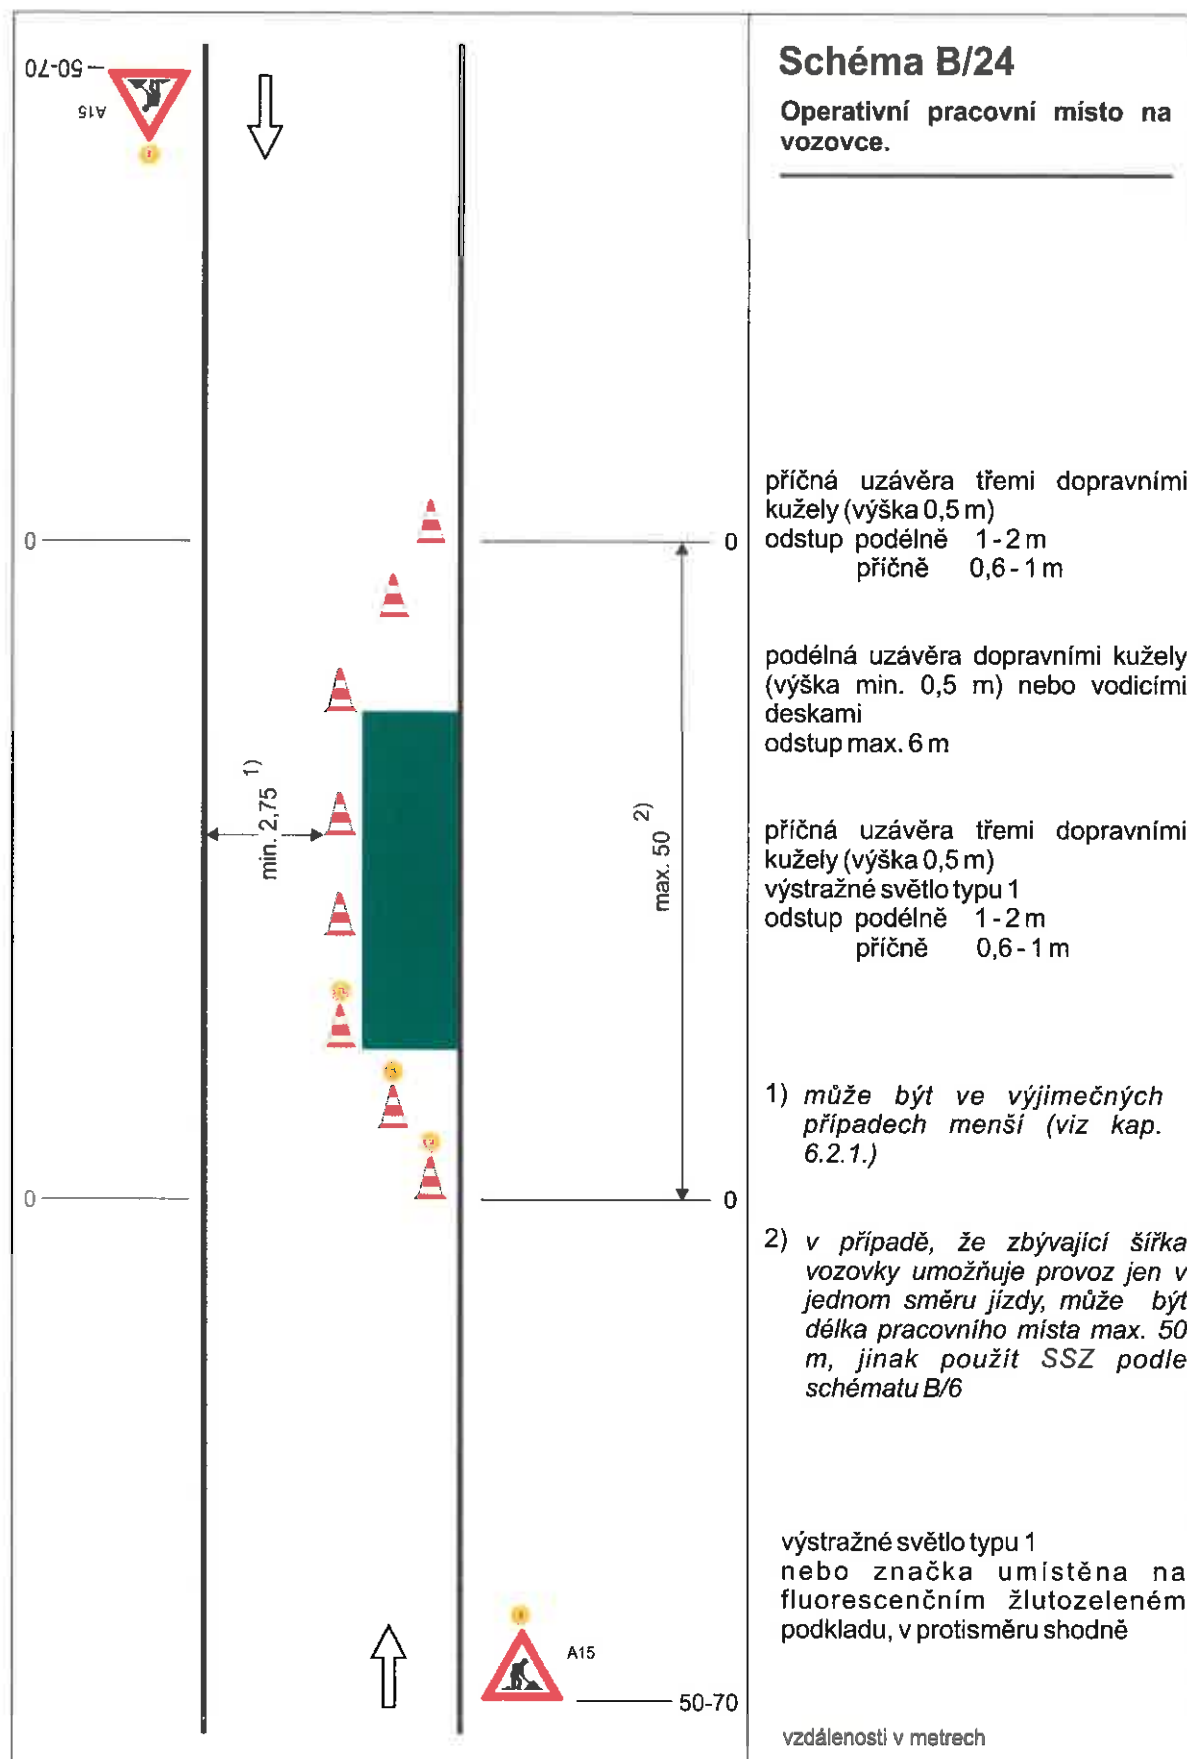 50-70
A15
Schéma B/24
Operativní pracovní místo na
vozovce.
příčná uzávěra třemi dopravními
kužely (výška 0,5 m)
odstup podélně 1-2 m
příčně 0,6-1 m
0
0
podélná uzávěra dopravními kužely
(výška min. 0,5 m) nebo vodicími
deskami
odstup max. 6 m
min. 2,75 1)
max. 50 2)
příčná uzávěra třemi dopravními
kužely (výška 0,5 m)
výstražné světlo typu 1
odstup podélně 1-2 m
příčně 0,6-1 m
1) může být ve výjimečných
případech menší (viz kap.
6.2.1.)
0
0
2) v případě, že zbývající šířka
vozovky umožňuje provoz jen v
jednom směru jízdy, může být
délka pracovního místa max. 50
m, jinak použít SSZ podle
schématu B/6
výstražné světlo typu 1
nebo značka umístěna na
fluorescenčním žlutozeleném
podkladu, v protisměru shodně
A15
50-70
vzdálenosti v metrech